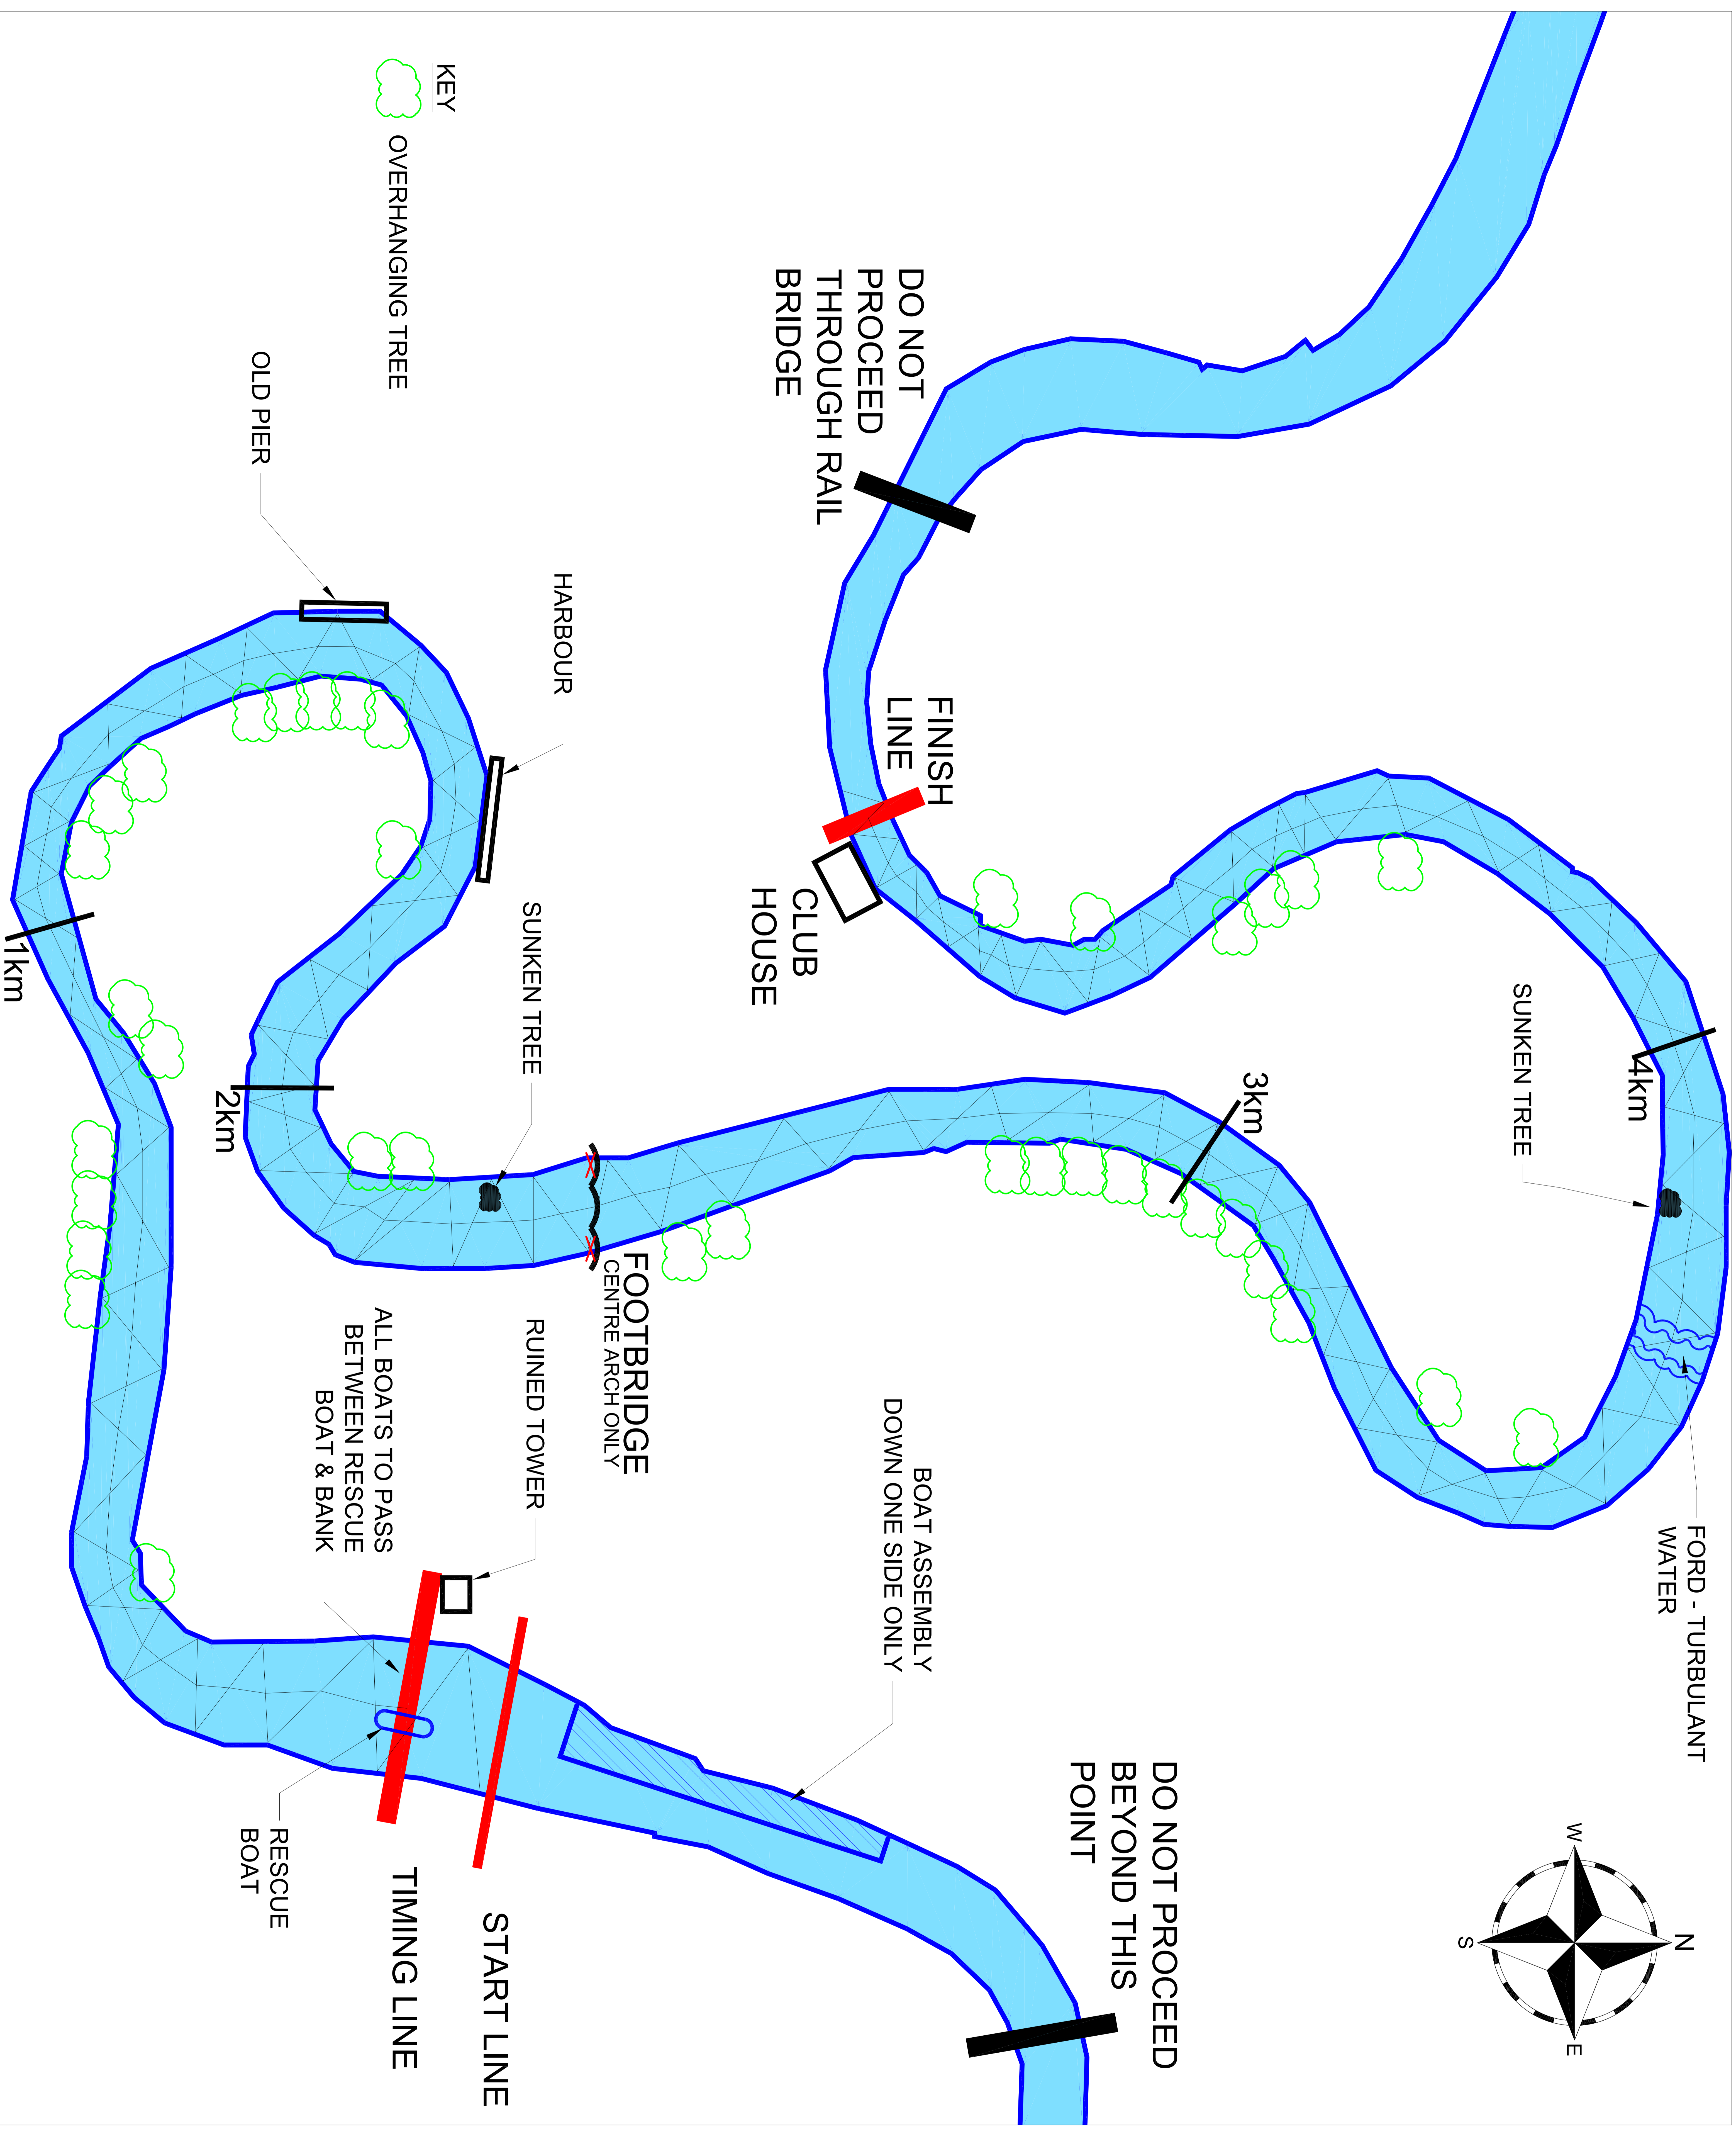 KEY
OVERHANGING TREE
OLD PIER
HARBOUR
SUNKEN TREE
DO NOT
PROCEED
THROUGH RAIL
BRIDGE
FINISH
LINE
CLUB
HOUSE
1km
2km
3km
4km
SUNKEN TREE
FORD - TURBULANT
WATER
FOOTBRIDGE
CENTRE ARCH ONLY
RUINED TOWER
ALL BOATS TO PASS
BETWEEN RESCUE
BOAT & BANK
BOAT ASSEMBLY
DOWN ONE SIDE ONLY
DO NOT PROCEED
BEYOND THIS
POINT
RESCUE
BOAT
TIMING LINE
START LINE
N
W
E
S